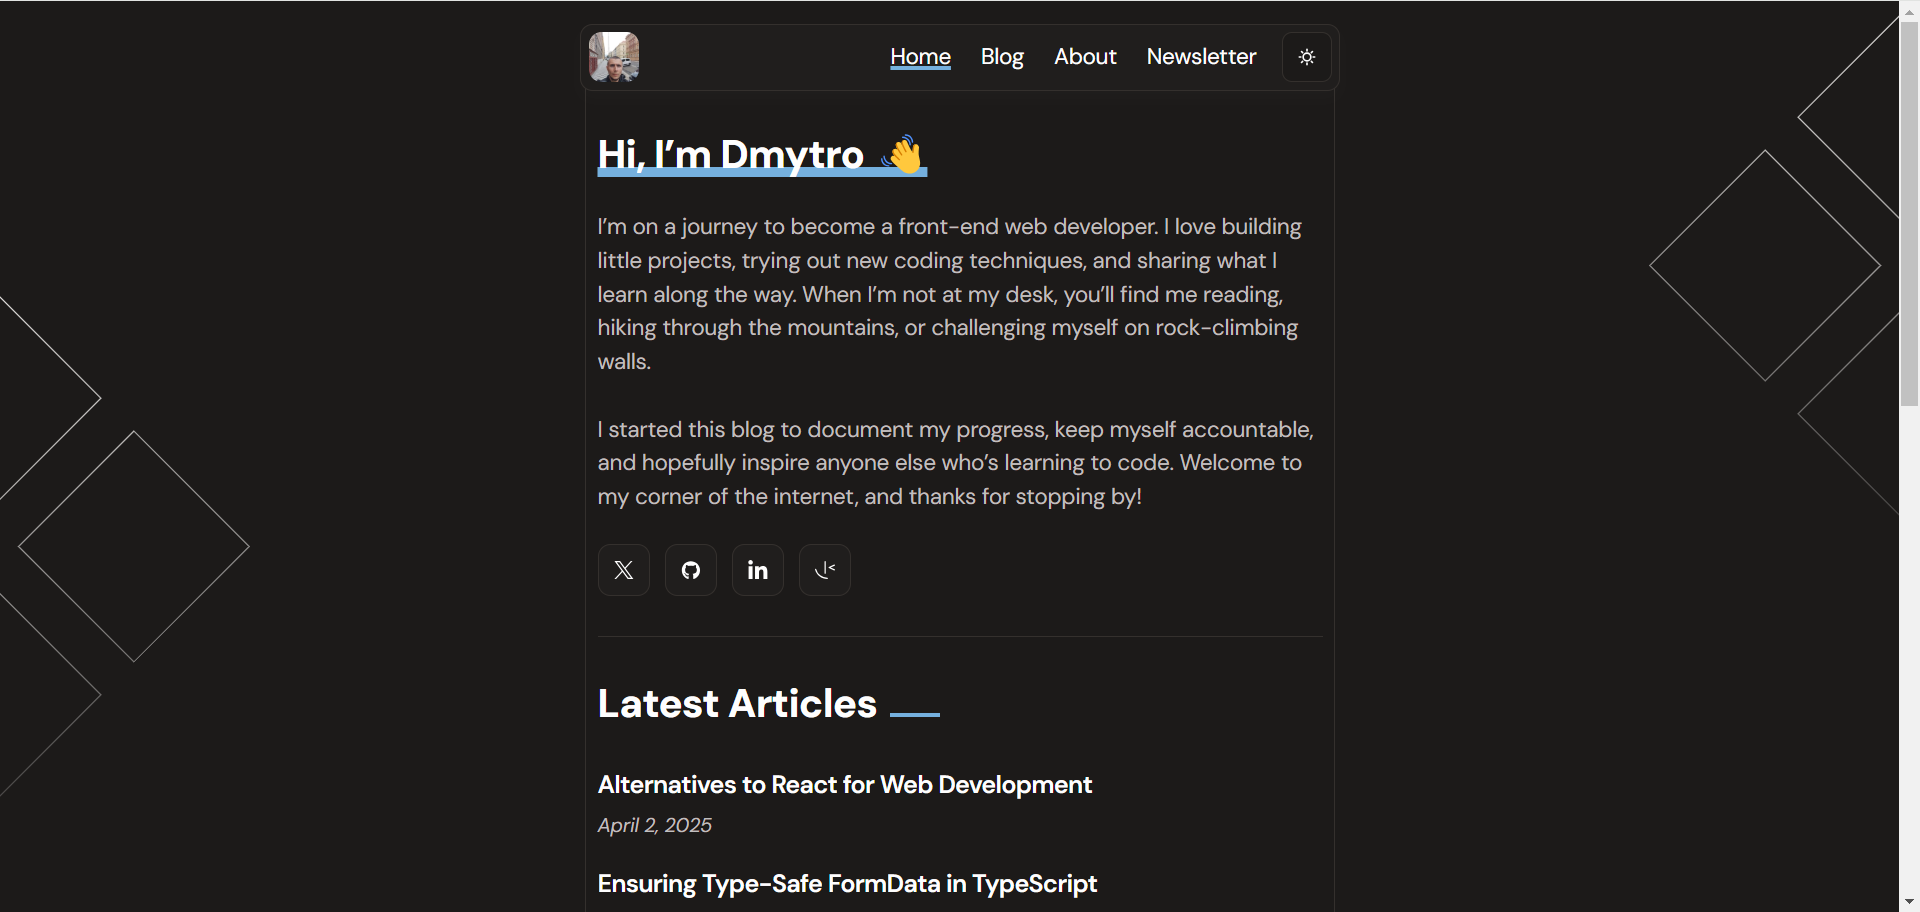 Home Blog About Newsletter
Hi, I’m Dmytro 👋
I’m on a journey to become a front-end web developer. I love building
little projects, trying out new coding techniques, and sharing what I
learn along the way. When I’m not at my desk, you’ll find me reading,
hiking through the mountains, or challenging myself on rock-climbing
walls.
I started this blog to document my progress, keep myself accountable,
and hopefully inspire anyone else who’s learning to code. Welcome to
my corner of the internet, and thanks for stopping by!
Latest Articles
Alternatives to React for Web Development
April 2, 2025
Ensuring Type-Safe FormData in TypeScript